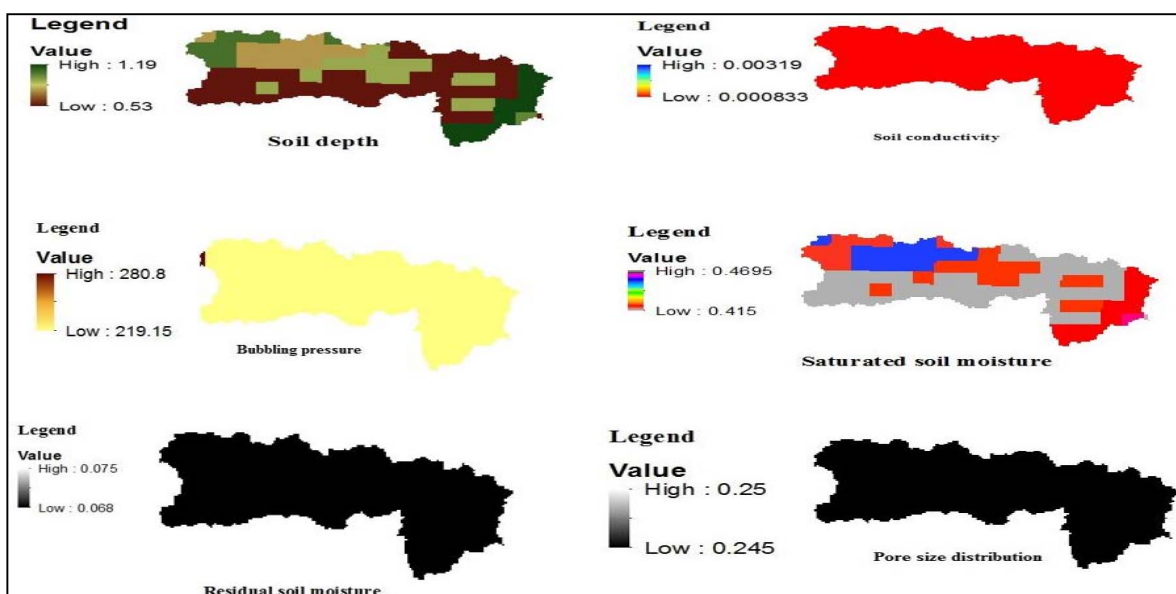 Legend
Value
High : 1.19
Low : 0.53
Soil depth
Legend
Value
High : 0.00319
Low : 0.000833
Soil conductivity
Legend
Value
High : 280.8
Low : 219.15
Bubbling pressure
Legend
Value
High : 0.4695
Low : 0.415
Saturated soil moisture
Legend
Value
High : 0.075
Low : 0.068
Residual soil moisture
Legend
Value
High : 0.25
Low : 0.245
Pore size distribution